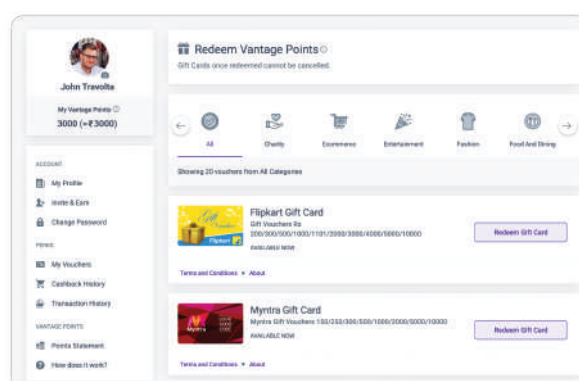 John Travolta
My Vantage Points
3000 (=₹3000)
ACCOUNT
My Profile
Invite & Earn
Change Password
PERKS
My Vouchers
Cashback History
Transaction History
VANTAGE POINTS
Points Statement
How does it work?
Redeem Vantage Points
Gift Cards once redeemed cannot be cancelled.
All
Charity
Ecommerce
Entertainment
Fashion
Food And Dining
Showing 20 vouchers from All Categories
Gift Voucher
Flipkart
Flipkart Gift Card
Gift Vouchers Rs
200/300/500/1000/1101/2000/3000/4000/5000/10000
AVAILABLE NOW
Redeem Gift Card
Terms and Conditions • About
Myntra
Myntra Gift Card
Myntra Gift Vouchers 150/250/300/500/1000/2000/5000/10000
AVAILABLE NOW
Redeem Gift Card
Terms and Conditions • About